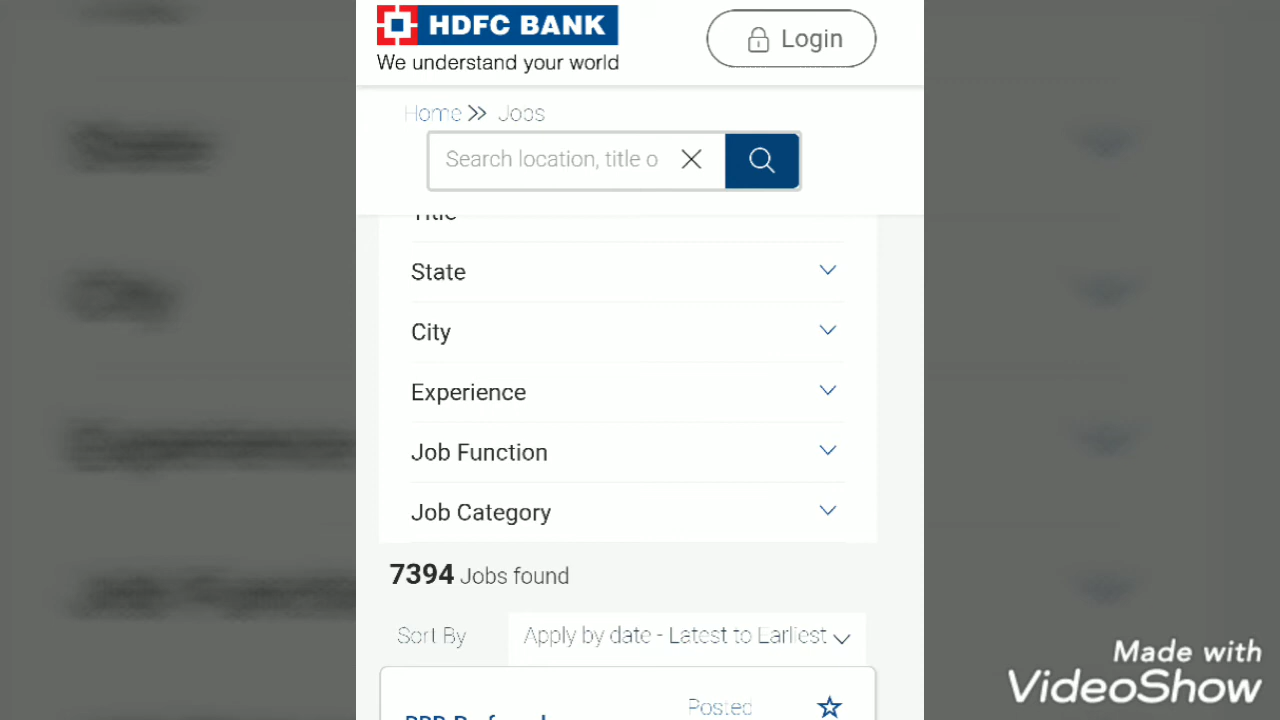 HDFC BANK
We understand your world
Login
Home >> Jobs
Search location, title o
Title
State
City
Experience
Job Function
Job Category
7394 Jobs found
Sort By
Apply by date - Latest to Earliest
Posted
Made with
VideoShow